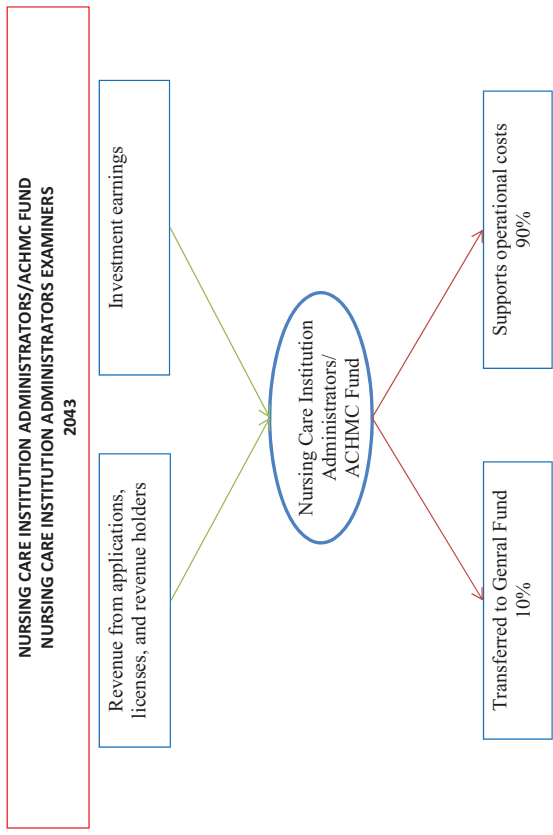 NURSING CARE INSTITUTION ADMINISTRATORS/ACHMC FUND
NURSING CARE INSTITUTION ADMINISTRATORS EXAMINERS
2043
Revenue from applications,
licenses, and revenue holders
Investment earnings
Nursing Care Institution
Administrators/
ACHMC Fund
Transferred to Genral Fund
10%
Supports operational costs
90%